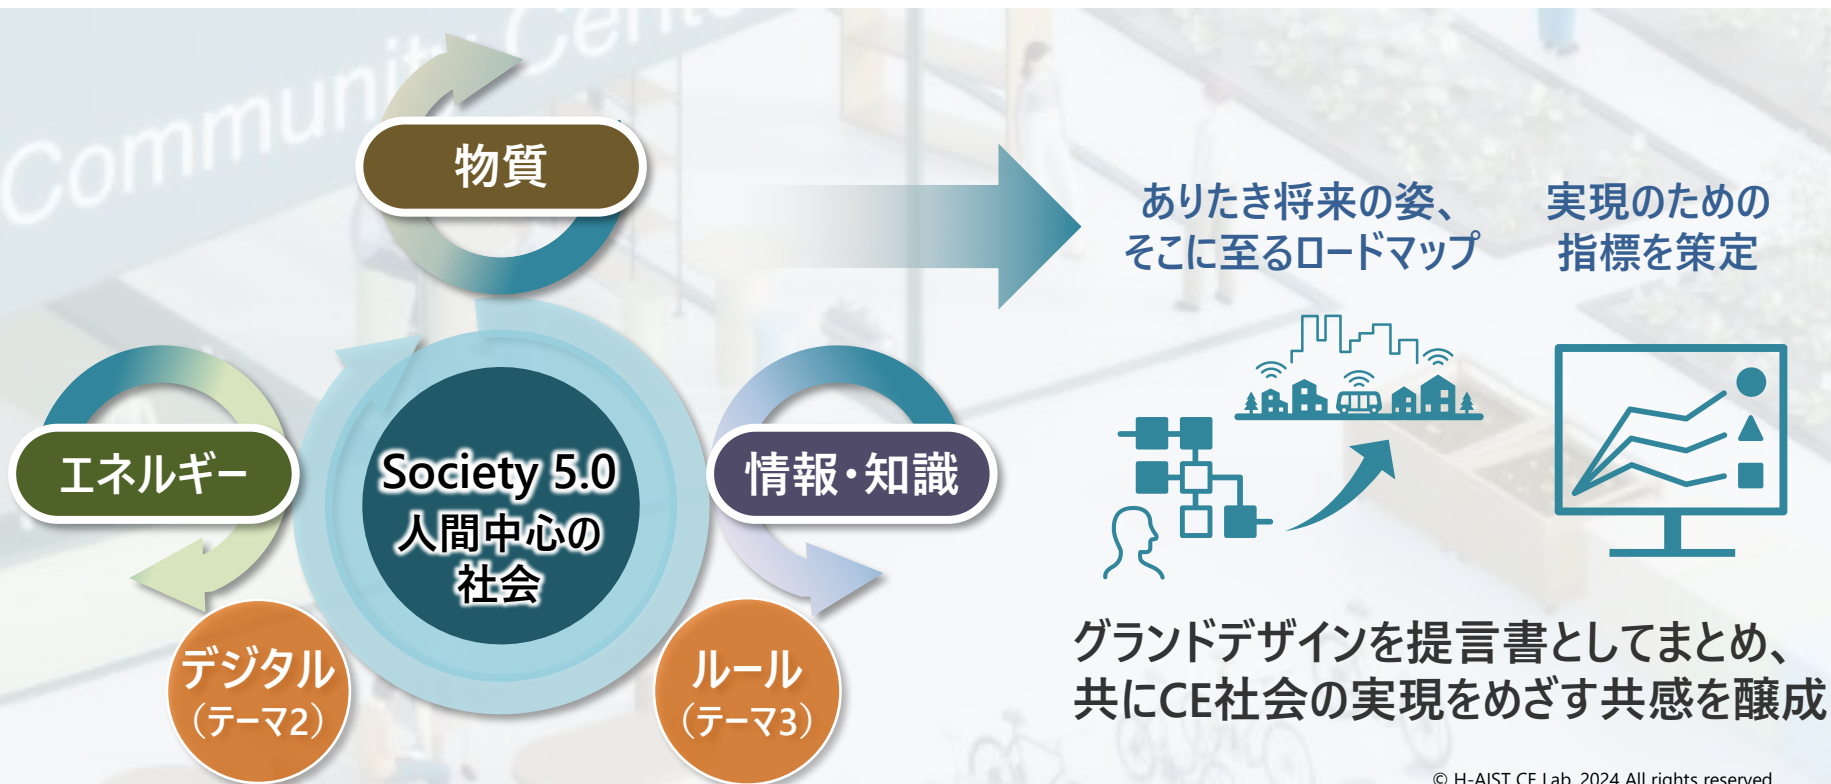 Community Cente
物質
エネルギー
Society 5.0
人間中心の
社会
情報・知識
デジタル
（テーマ2）
ルール
（テーマ3）
ありたき将来の姿、
そこに至るロードマップ
実現のための
指標を策定
グランドデザインを提言書としてまとめ、
共にCE社会の実現をめざす共感を醸成
© H-AIST CE Lab. 2024 All rights reserved